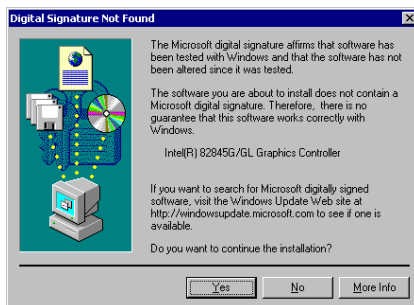 Digital Signature Not Found
The Microsoft digital signature affirms that software has
been tested with Windows and that the software has not
been altered since it was tested.
The software you are about to install does not contain a
Microsoft digital signature. Therefore, there is no
guarantee that this software works correctly with
Windows.
Intel(R) 82845G/GL Graphics Controller
If you want to search for Microsoft digitally signed
software, visit the Windows Update Web site at
http://windowsupdate.microsoft.com to see if one is
available.
Do you want to continue the installation?
Yes No More Info